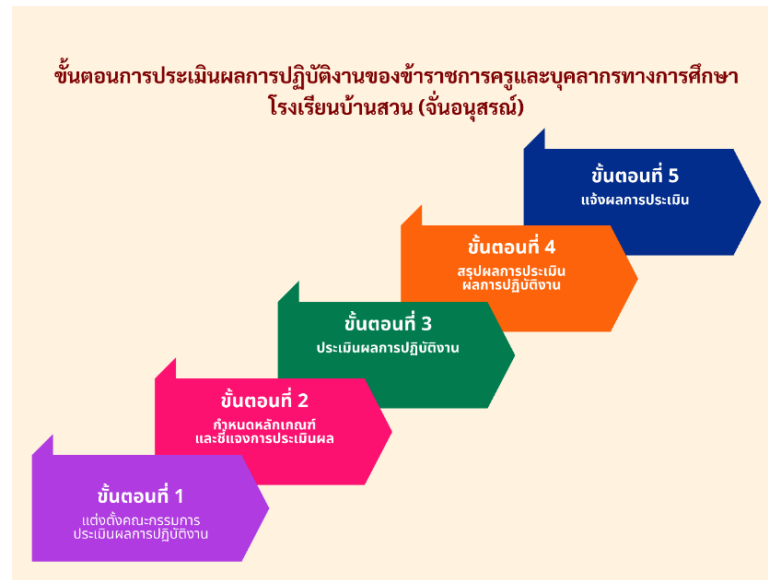 ขั้นตอนการประเมินผลการปฏิบัติงานของข้าราชการครูและบุคลากรทางการศึกษา
โรงเรียนบ้านสวน (จั่นอนุสรณ์)
ขั้นตอนที่ 1
แต่งตั้งคณะกรรมการ
ประเมินผลการปฏิบัติงาน
ขั้นตอนที่ 2
กำหนดหลักเกณฑ์
และชี้แจงการประเมินผล
ขั้นตอนที่ 3
ประเมินผลการปฏิบัติงาน
ขั้นตอนที่ 4
สรุปผลการประเมิน
ผลการปฏิบัติงาน
ขั้นตอนที่ 5
แจ้งผลการประเมิน